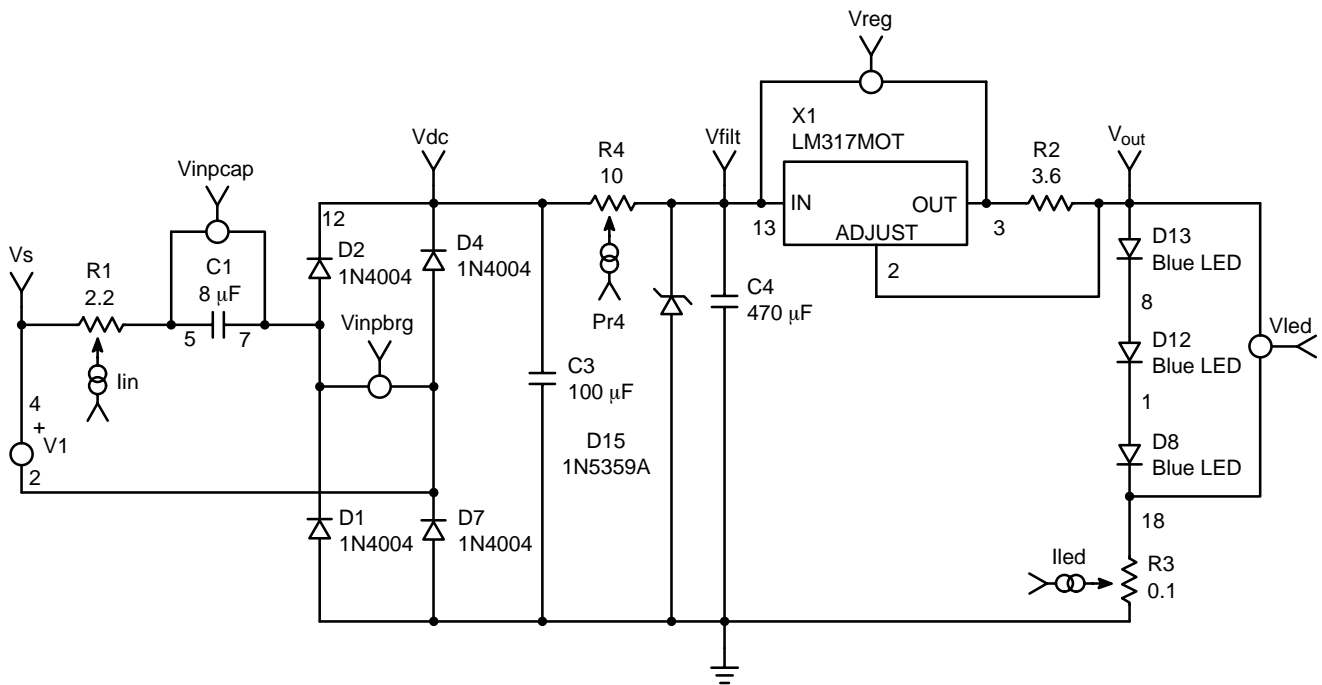 Vreg
X1
LM317MOT
Vdc
R4
10
Vfilt
R2
3.6
Vout
Vinpcap
12
IN
OUT
13
ADJUST
3
2
Vs
R1
2.2
C1
8 µF
5
7
D2
1N4004
D4
1N4004
Pr4
C4
470 µF
D13
Blue LED
8
Vinpbrg
Iin
C3
100 µF
D12
Blue LED
Vled
1
4
+
V1
2
D15
1N5359A
D8
Blue LED
18
D1
1N4004
D7
1N4004
Iled
R3
0.1